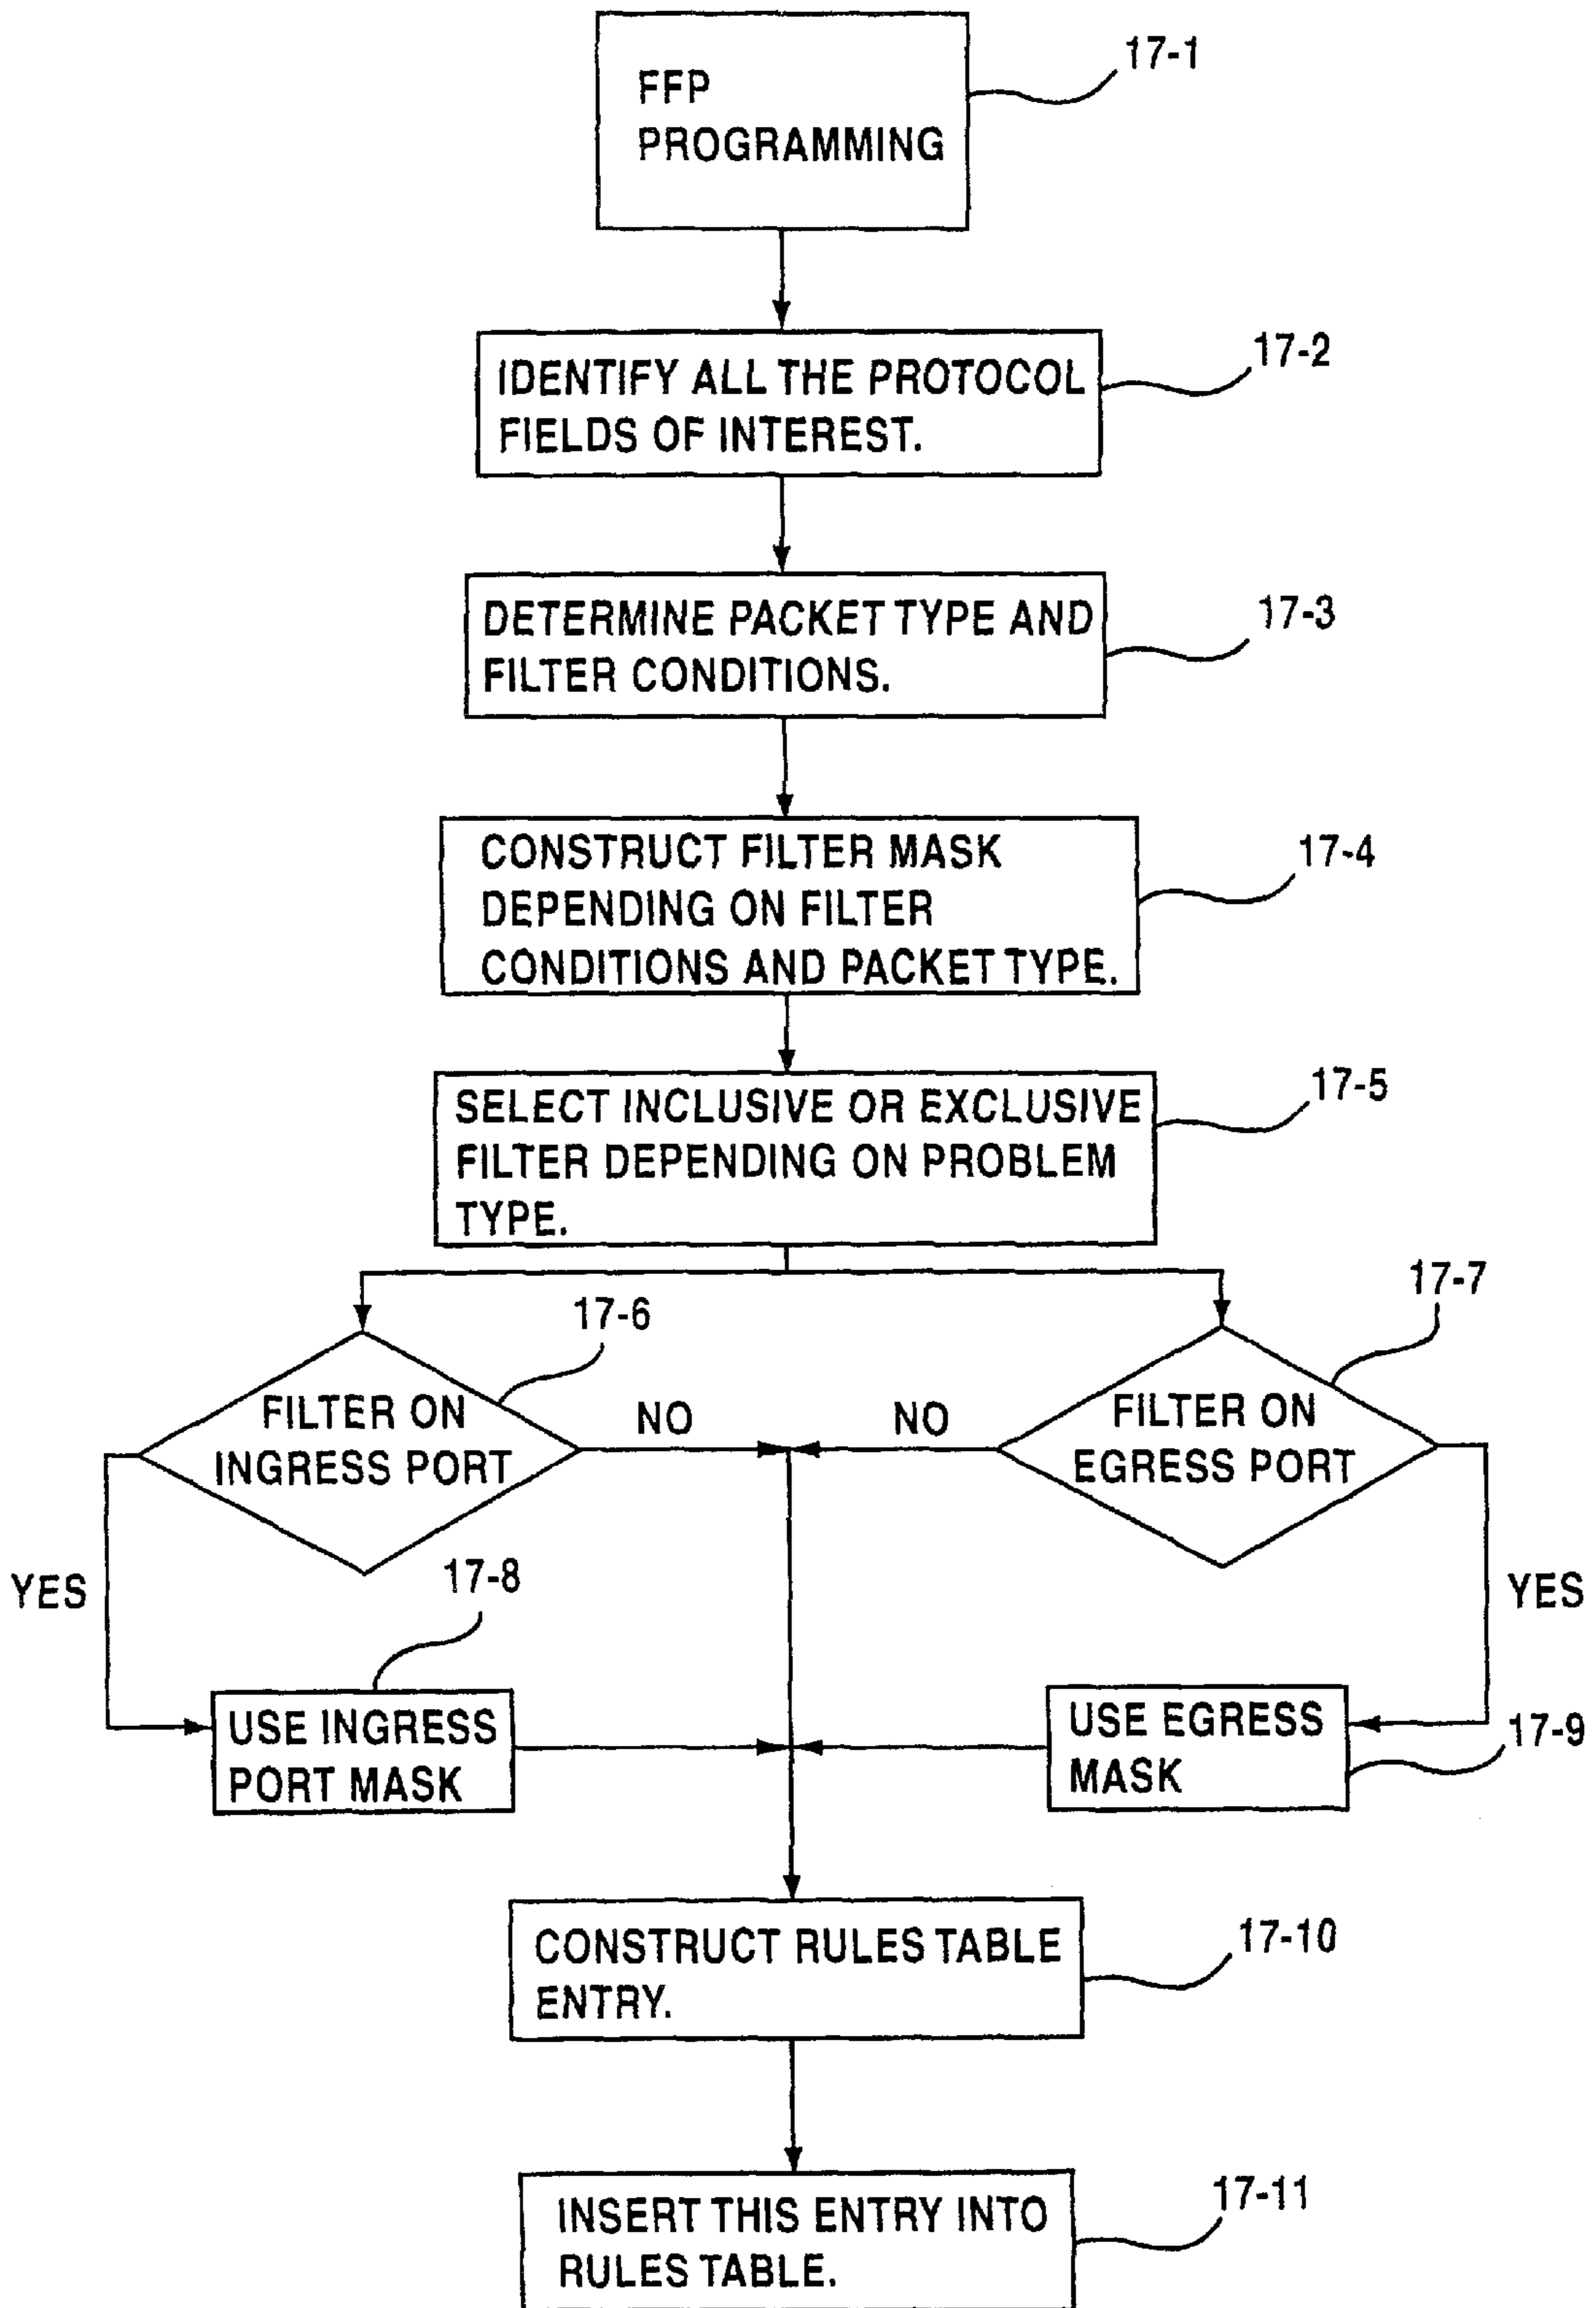 FFP
PROGRAMMING
17-1
IDENTIFY ALL THE PROTOCOL
FIELDS OF INTEREST.
17-2
DETERMINE PACKET TYPE AND
FILTER CONDITIONS.
17-3
CONSTRUCT FILTER MASK
DEPENDING ON FILTER
CONDITIONS AND PACKET TYPE.
17-4
SELECT INCLUSIVE OR EXCLUSIVE
FILTER DEPENDING ON PROBLEM
TYPE.
17-5
17-6
17-7
FILTER ON
INGRESS PORT
NO
NO
FILTER ON
EGRESS PORT
YES
17-8
YES
USE INGRESS
PORT MASK
USE EGRESS
MASK
17-9
CONSTRUCT RULES TABLE
ENTRY.
17-10
INSERT THIS ENTRY INTO
RULES TABLE.
17-11